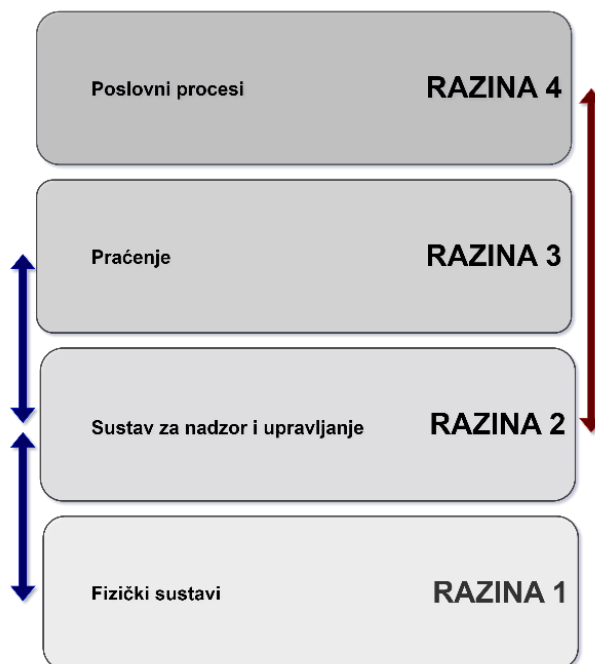 Poslovni procesi RAZINA 4
Praćenje RAZINA 3
Sustav za nadzor i upravljanje RAZINA 2
Fizički sustavi RAZINA 1